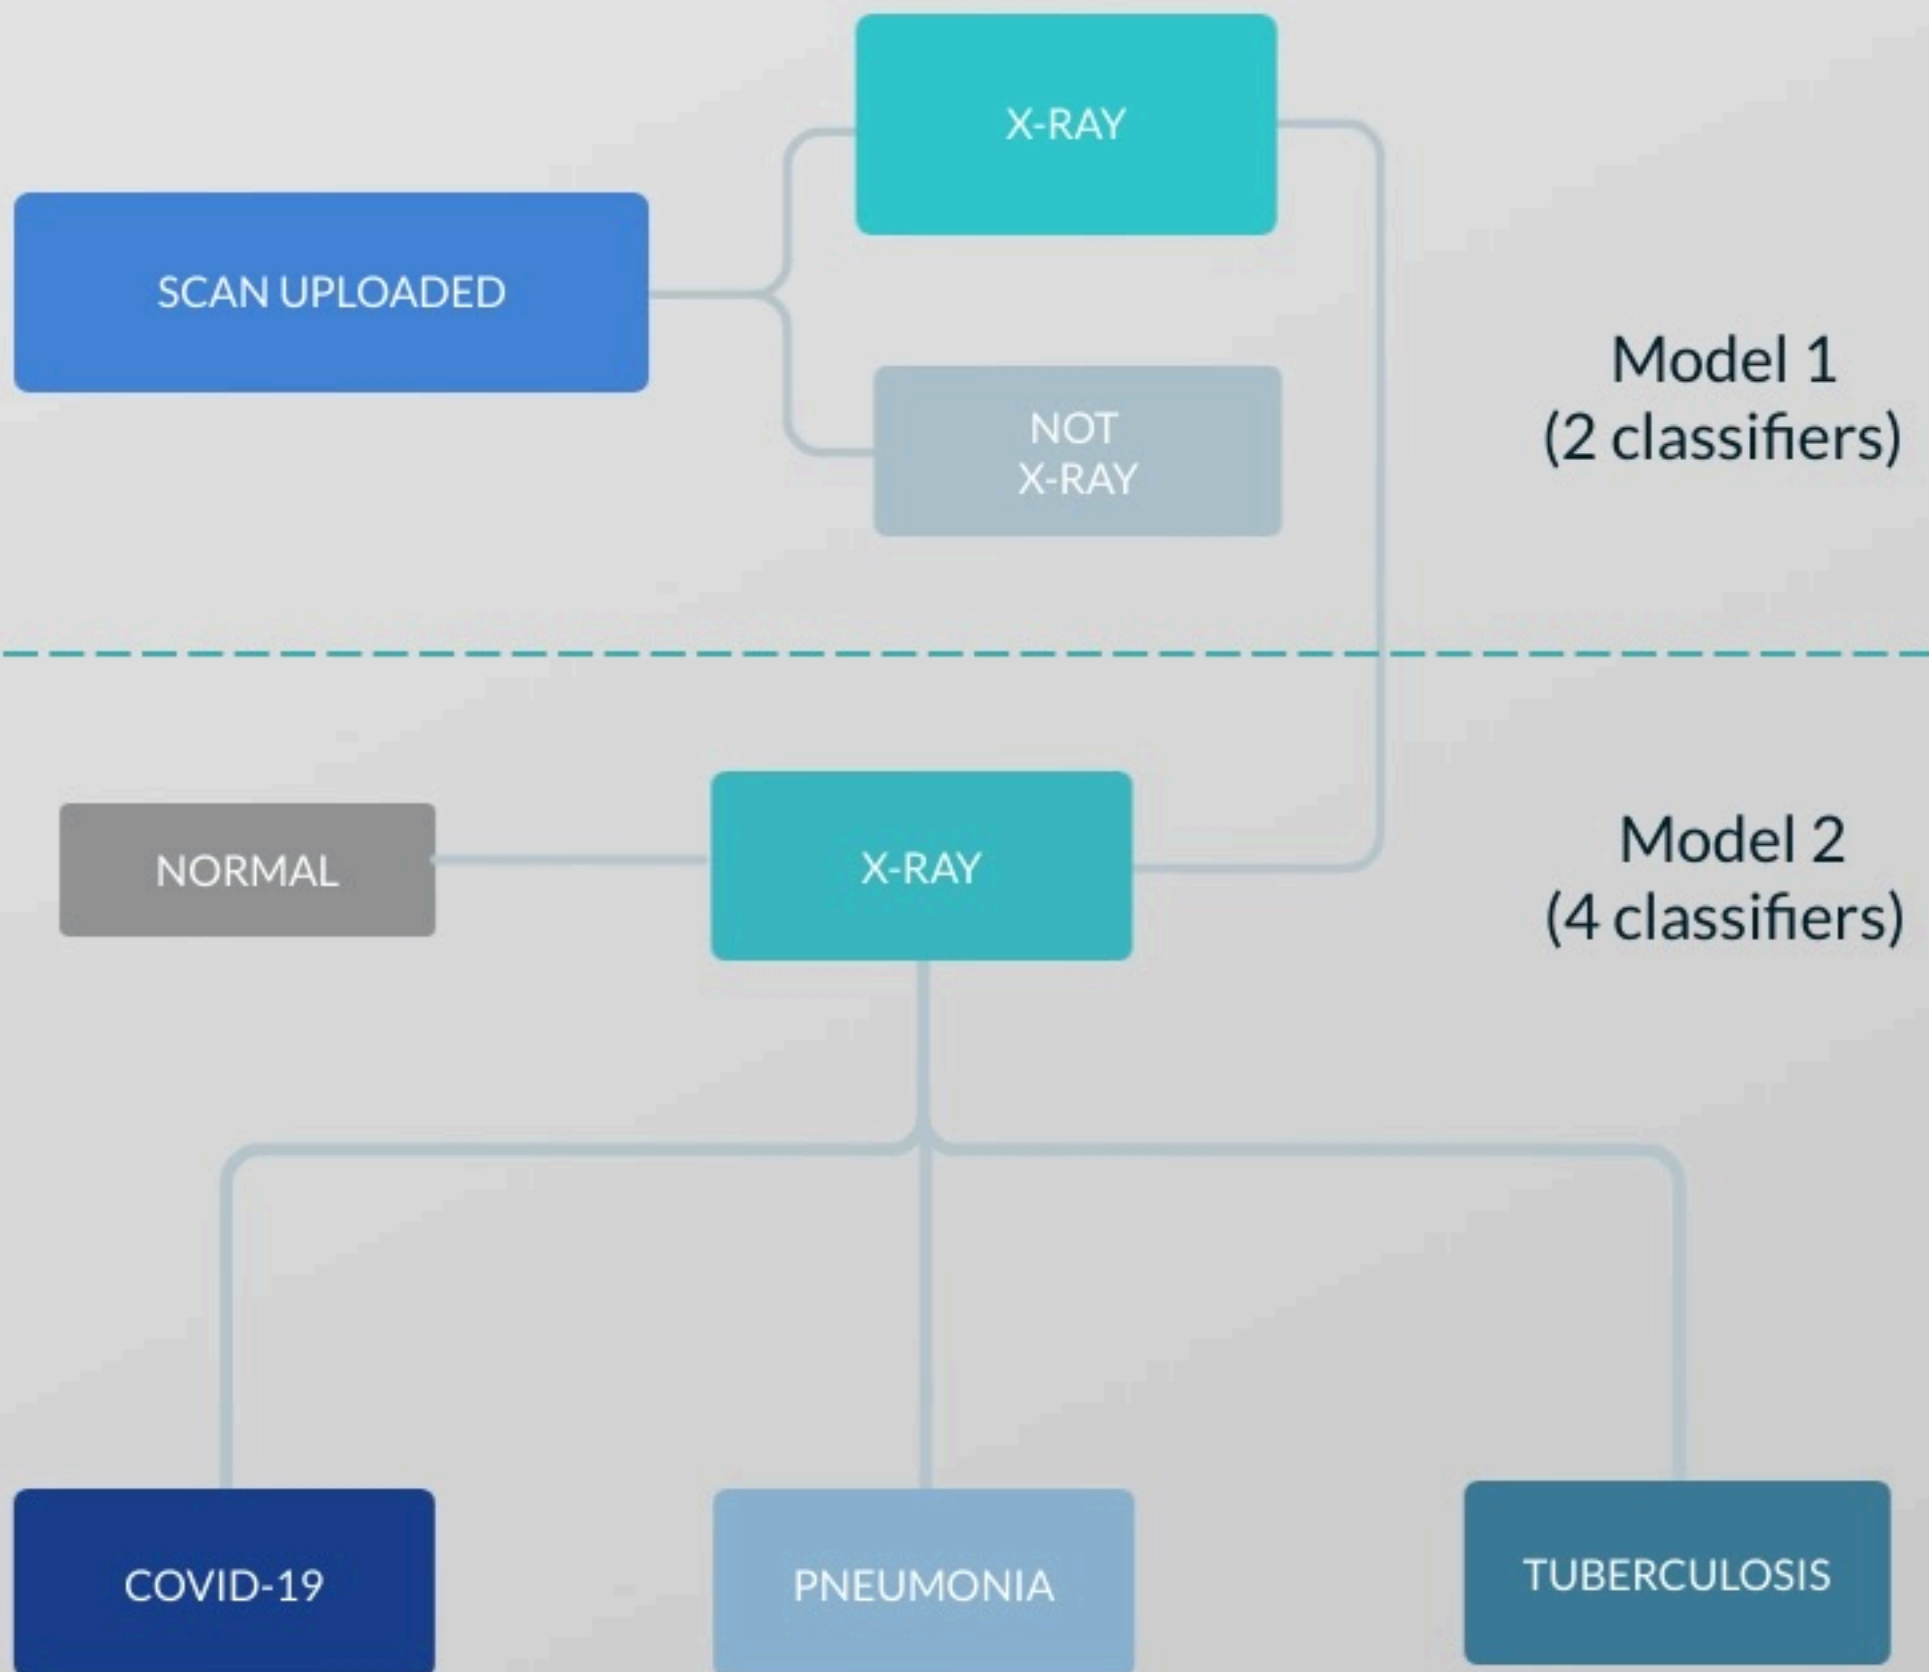 X-RAY
SCAN UPLOADED
NOT
X-RAY
Model 1
(2 classifiers)
NORMAL
X-RAY
Model 2
(4 classifiers)
COVID-19
PNEUMONIA
TUBERCULOSIS